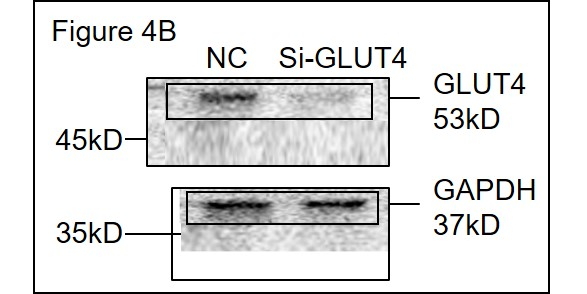 Figure 4B
NC Si-GLUT4
GLUT4
53kD
45kD
GAPDH
37kD
35kD